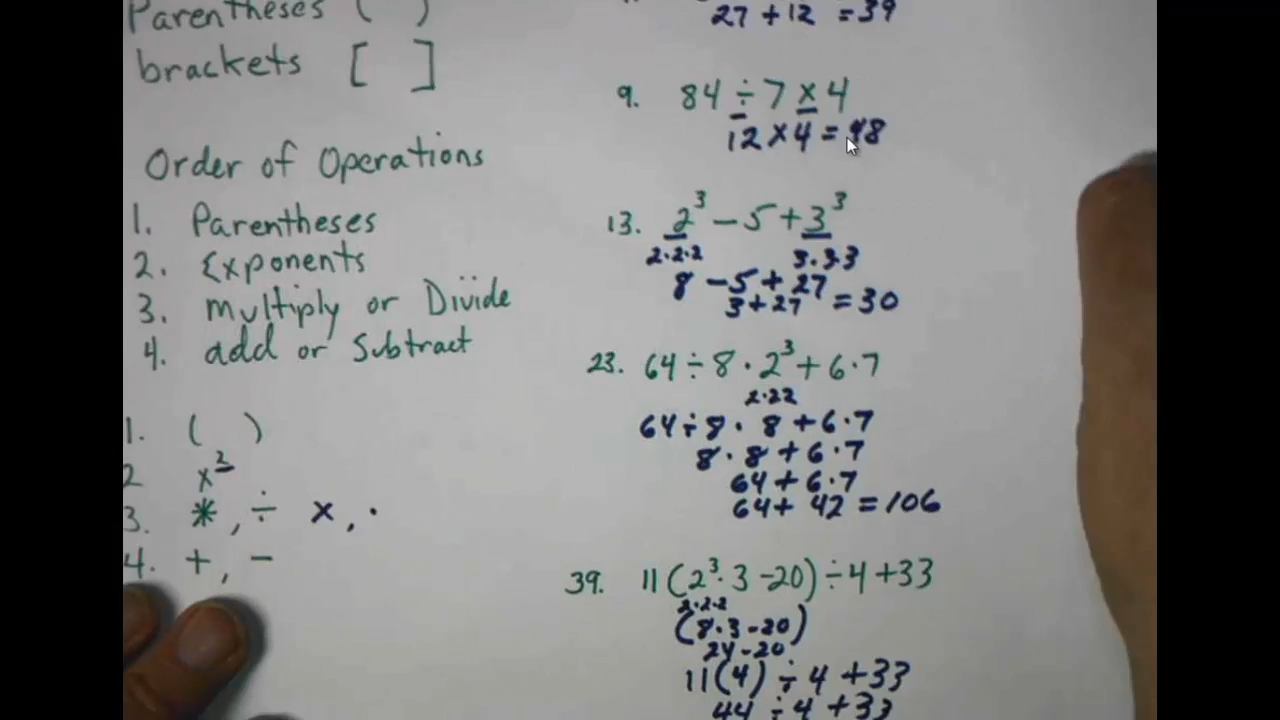 Parentheses ( )
brackets [ ]
Order of Operations
1. Parentheses
2. Exponents
3. Multiply or Divide
4. add or Subtract
1. ( )
2 x²
3. * , ÷ × , ·
4. + , −
27 + 12 = 39
9. 84 ÷ 7 × 4
12 × 4 = 48
13. 2³ − 5 + 3³
2·2·2 3·3·3
8 − 5 + 27
3 + 27 = 30
23. 64 ÷ 8 · 2³ + 6·7
2·22
64 ÷ 8 · 8 + 6·7
8 · 8 + 6·7
64 + 6·7
64 + 42 = 106
39. 11(2³·3 − 20) ÷ 4 + 33
2·2·2
(8·3 − 20)
24 − 20
11(4) ÷ 4 + 33
44 ÷ 4 + 33